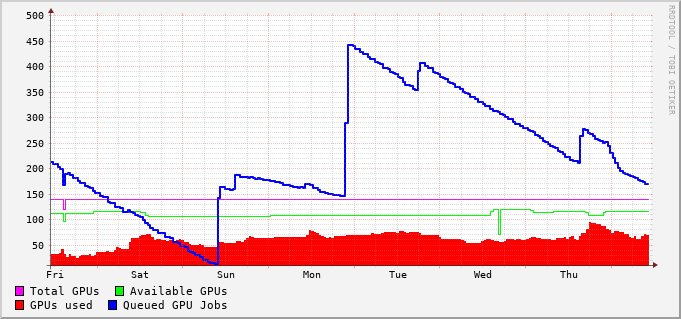 500
450
400
350
300
250
200
150
100
50
Fri Sat Sun Mon Tue Wed Thu
Total GPUs Available GPUs
GPUs used Queued GPU Jobs
RRDTOOL / TOBI OETIKER